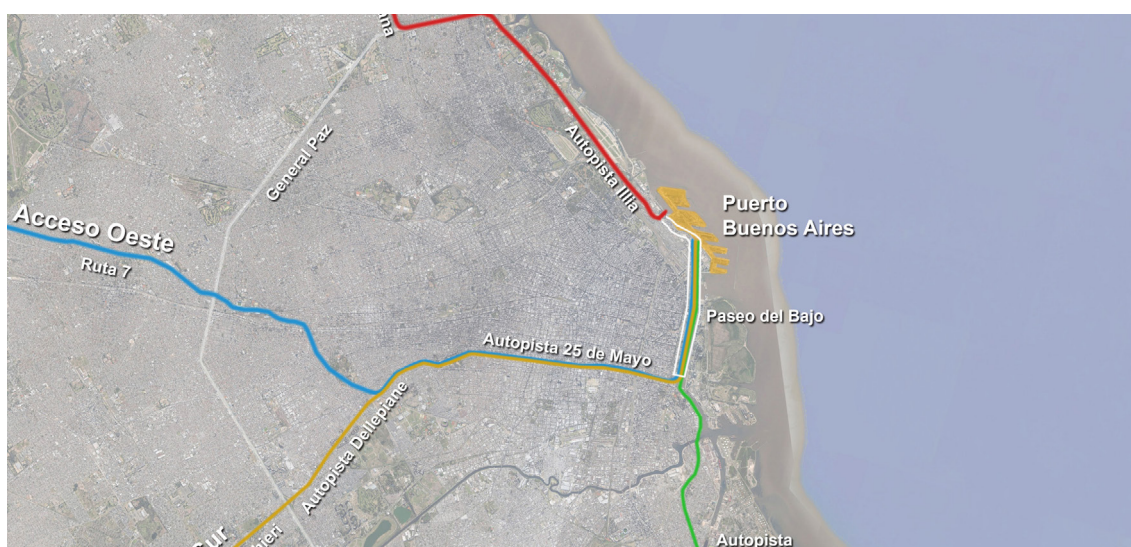 General Paz
Autopista Illia
Puerto
Buenos Aires
Acceso Oeste
Ruta 7
Paseo del Bajo
Autopista 25 de Mayo
Autopista Dellepiane
Autopista